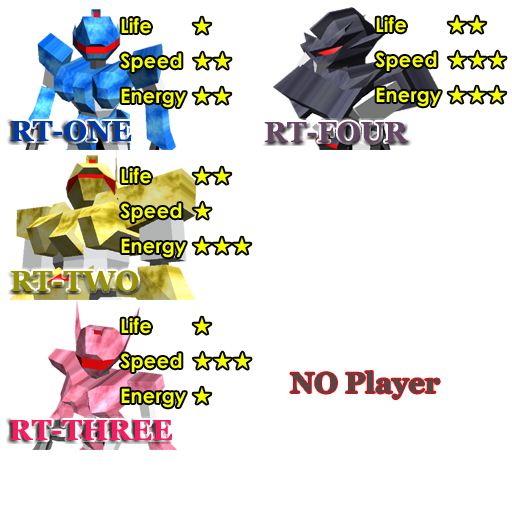 Life ★
Speed ★★
Energy ★★
RT-ONE
Life ★★
Speed ★★★
Energy ★★★
RT-FOUR
Life ★★
Speed ★
Energy ★★★
RT-TWO
Life ★
Speed ★★★
Energy ★
RT-THREE
NO Player